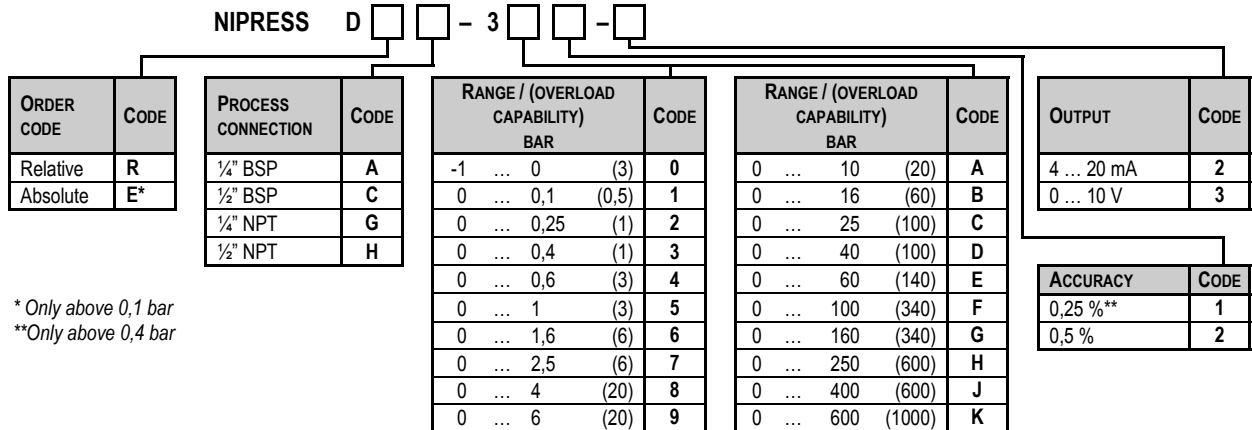 NIPRESS D – 3 –
ORDER CODE CODE
Relative R
Absolute E*
* Only above 0,1 bar
**Only above 0,4 bar
PROCESS CONNECTION CODE
¼” BSP A
½” BSP C
¼” NPT G
½” NPT H
RANGE / (OVERLOAD CAPABILITY) BAR CODE
-1 … 0 (3) 0
0 … 0,1 (0,5) 1
0 … 0,25 (1) 2
0 … 0,4 (1) 3
0 … 0,6 (3) 4
0 … 1 (3) 5
0 … 1,6 (6) 6
0 … 2,5 (6) 7
0 … 4 (20) 8
0 … 6 (20) 9
RANGE / (OVERLOAD CAPABILITY) BAR CODE
0 … 10 (20) A
0 … 16 (60) B
0 … 25 (100) C
0 … 40 (100) D
0 … 60 (140) E
0 … 100 (340) F
0 … 160 (340) G
0 … 250 (600) H
0 … 400 (600) J
0 … 600 (1000) K
OUTPUT CODE
4 … 20 mA 2
0 … 10 V 3
ACCURACY CODE
0,25 %** 1
0,5 % 2